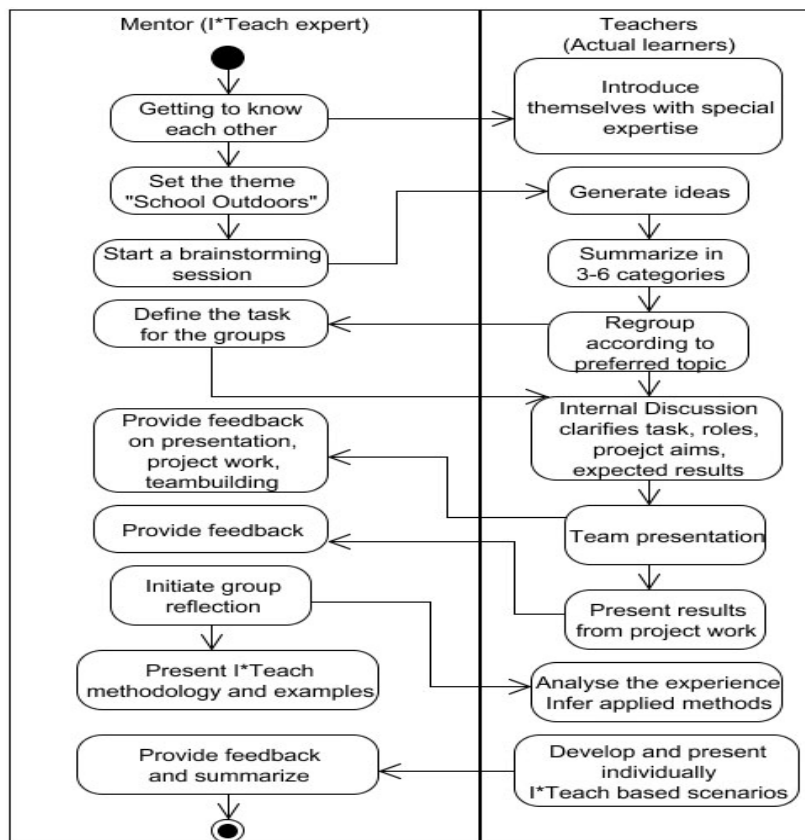 Mentor (I*Teach expert)
Getting to know
each other
Set the theme
"School Outdoors"
Start a brainstorming
session
Define the task
for the groups
Provide feedback
on presentation,
project work,
teambuilding
Provide feedback
Initiate group
reflection
Present I*Teach
methodology and examples
Provide feedback
and summarize
Teachers
(Actual learners)
Introduce
themselves with special
expertise
Generate ideas
Summarize in
3-6 categories
Regroup
according to
preferred topic
Internal Discussion
clarifies task, roles,
proejct aims,
expected results
Team presentation
Present results
from project work
Analyse the experience
Infer applied methods
Develop and present
individually
I*Teach based scenarios